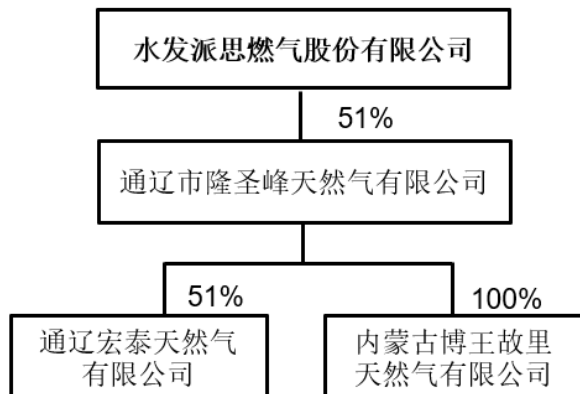 水发派思燃气股份有限公司
51%
通辽市隆圣峰天然气有限公司
51%
100%
通辽宏泰天然气
有限公司
内蒙古博王故里
天然气有限公司